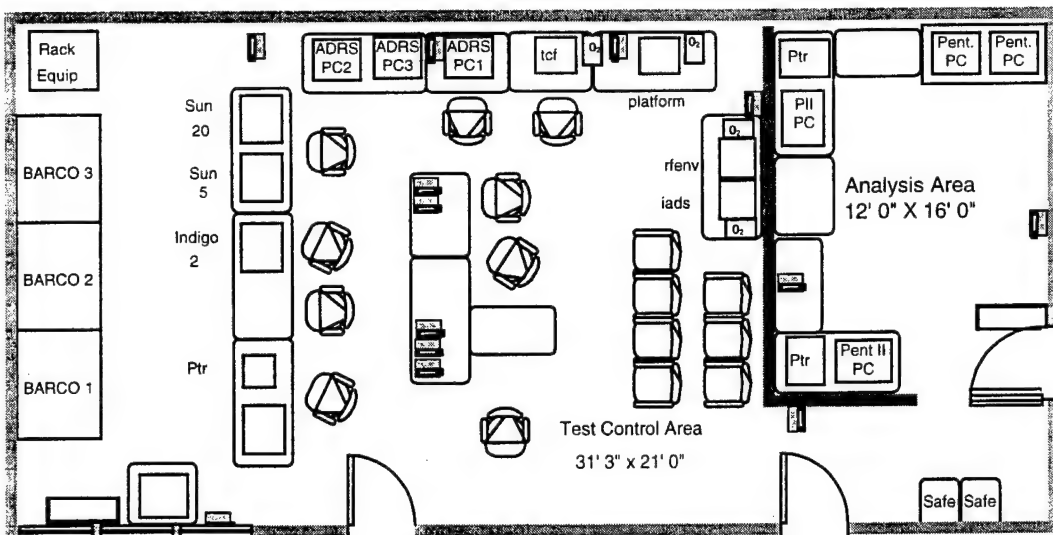 Rack
Equip
ADRS
PC2
ADRS
PC3
ADRS
PC1
tcf
O₂
O₂
platform
Ptr
Pent.
PC
Pent.
PC
PII
PC
Sun
20
Sun
5
Indigo
2
Ptr
BARCO 3
BARCO 2
BARCO 1
O₂
rfenv
iads
O₂
Analysis Area
12' 0" X 16' 0"
Ptr
Pent II
PC
Test Control Area
31' 3" x 21' 0"
Safe
Safe